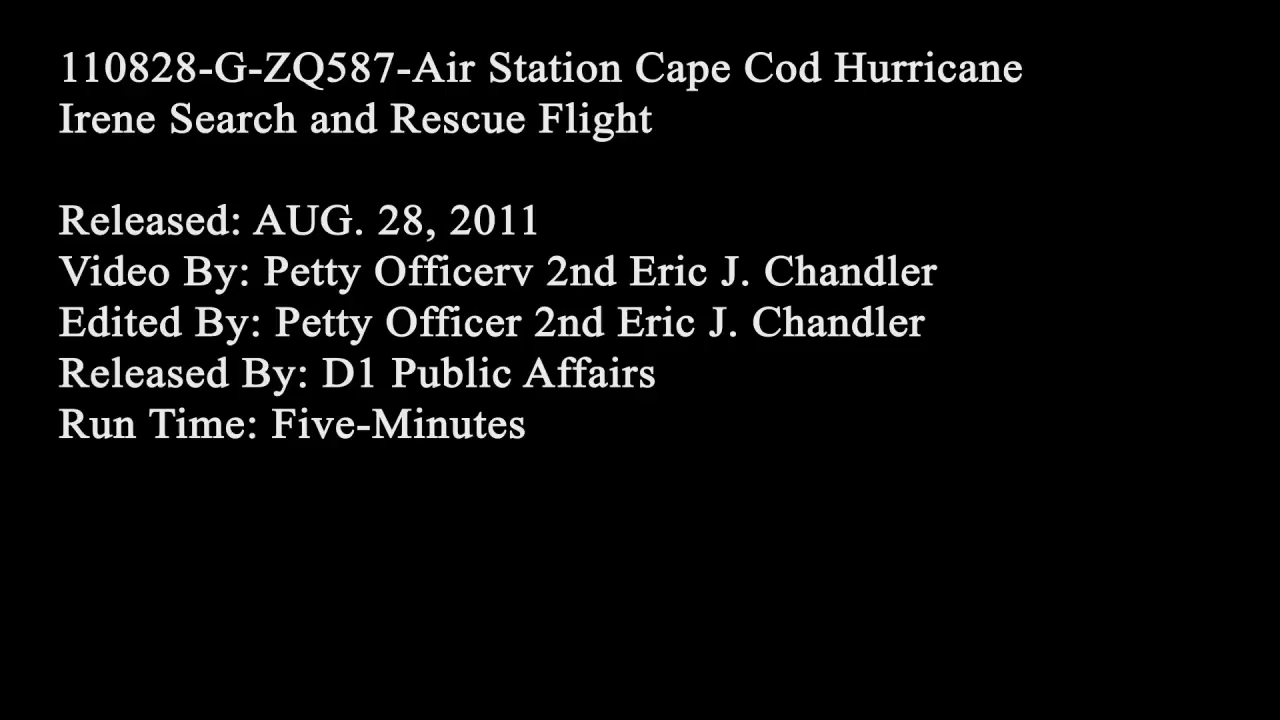 110828-G-ZQ587-Air Station Cape Cod Hurricane
Irene Search and Rescue Flight
Released: AUG. 28, 2011
Video By: Petty Officerv 2nd Eric J. Chandler
Edited By: Petty Officer 2nd Eric J. Chandler
Released By: D1 Public Affairs
Run Time: Five-Minutes